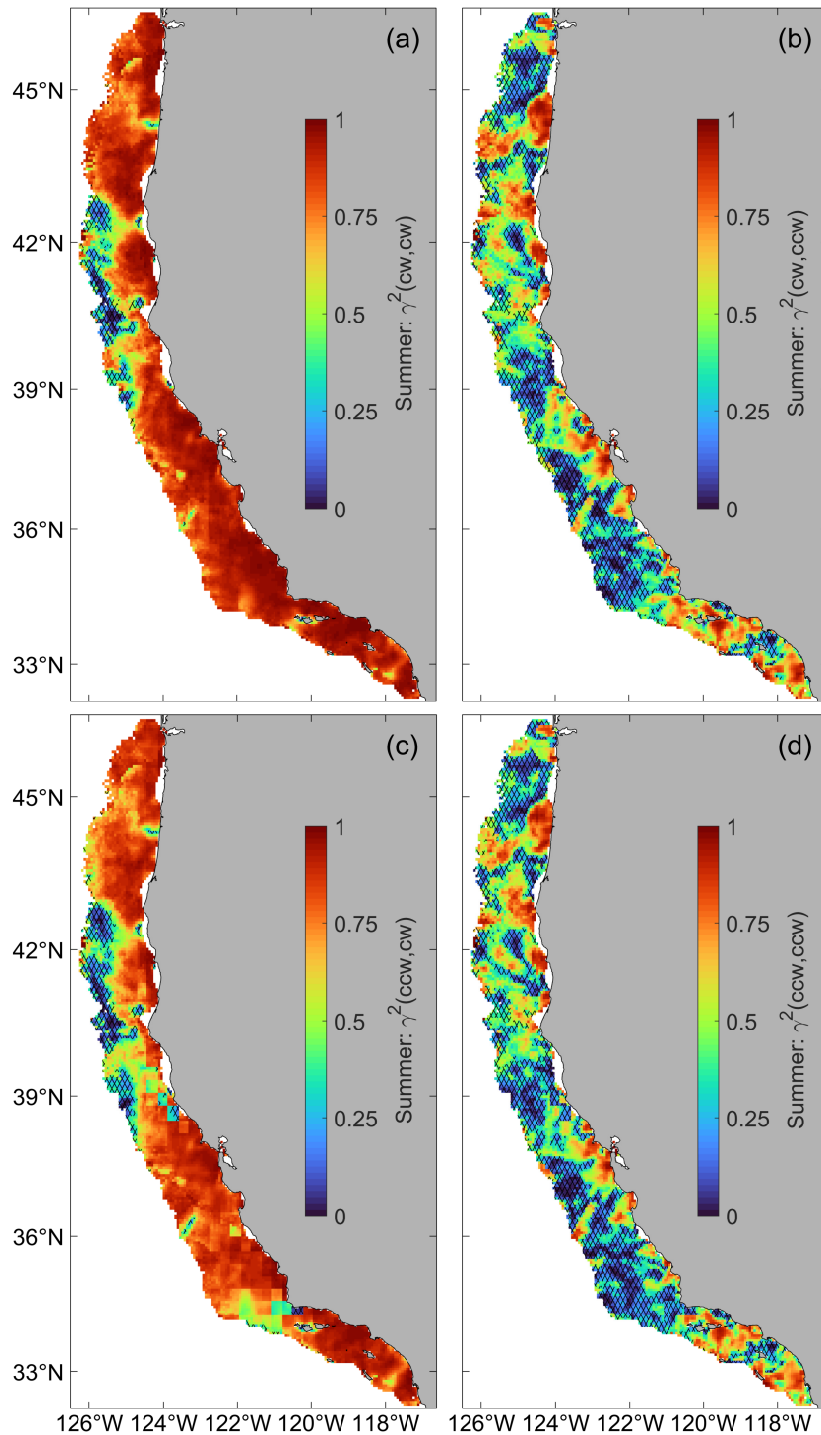 (a)
45°N
42°N
39°N
36°N
33°N
1
0.75
0.5
0.25
0
Summer: γ²(cw,cw)
(b)
1
0.75
0.5
0.25
0
Summer: γ²(cw,ccw)
(c)
45°N
42°N
39°N
36°N
33°N
1
0.75
0.5
0.25
0
Summer: γ²(ccw,cw)
126°W 124°W 122°W 120°W 118°W
(d)
1
0.75
0.5
0.25
0
Summer: γ²(ccw,ccw)
126°W 124°W 122°W 120°W 118°W